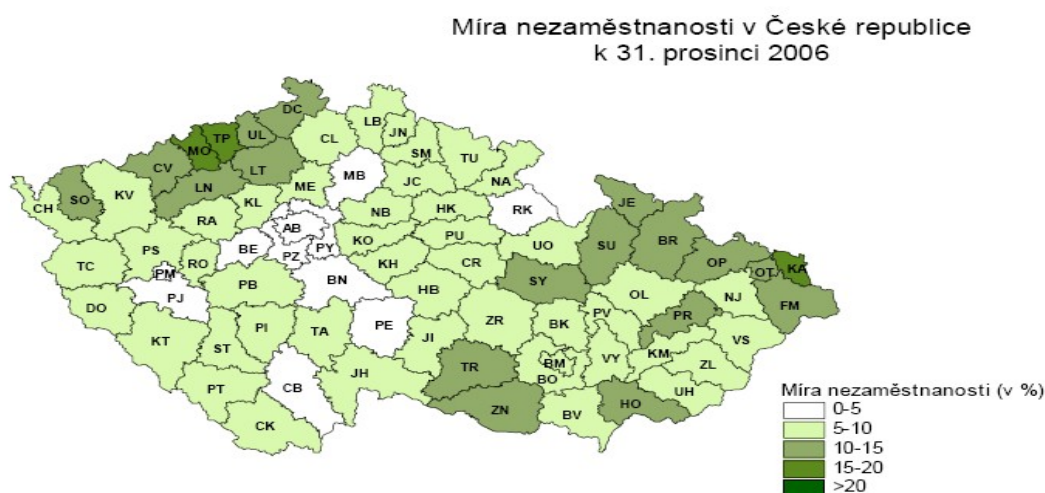 Míra nezaměstnanosti v České republice
k 31. prosinci 2006
DC
LB
JN
TP
UL
CL
MO
SM
TU
CV
LT
MB
JC
NA
SO
KV
LN
ME
CH
KL
NB
HK
RK
JE
RA
AB
KO
PU
UO
SU
BR
PS
BE
PZ
PY
OP
TC
RO
KH
CR
OT
KA
PM
PB
BN
SY
PJ
HB
OL
NJ
FM
DO
PE
ZR
BK
PV
PR
KT
PI
TA
JI
VS
ST
BM
VY
KM
ZL
PT
CB
JH
TR
BO
UH
CK
ZN
BV
HO
Míra nezaměstnanosti (v %)
0-5
5-10
10-15
15-20
>20